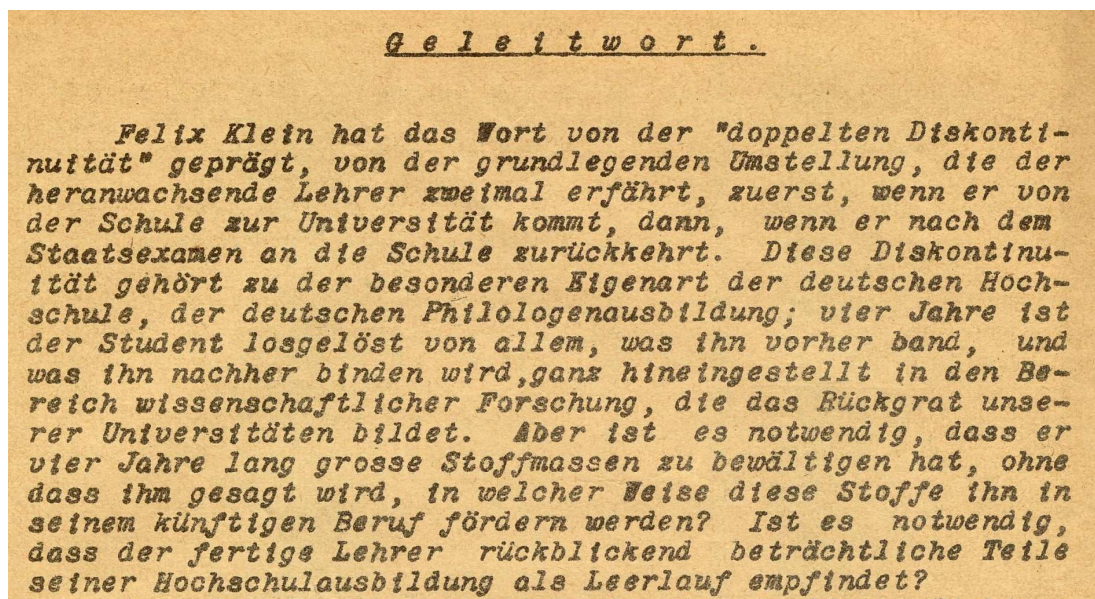 Geleitwort.
Felix Klein hat das Wort von der "doppelten Diskonti-
nuität" geprägt, von der grundlegenden Umstellung, die der
heranwachsende Lehrer zweimal erfährt, zuerst, wenn er von
der Schule zur Universität kommt, dann, wenn er nach dem
Staatsexamen an die Schule zurückkehrt. Diese Diskontinu-
ität gehört zu der besonderen Eigenart der deutschen Hoch-
schule, der deutschen Philologenausbildung; vier Jahre ist
der Student losgelöst von allem, was ihn vorher band, und
was ihn nachher binden wird,ganz hineingestellt in den Be-
reich wissenschaftlicher Forschung, die das Rückgrat unse-
rer Universitäten bildet. Aber ist es notwendig, dass er
vier Jahre lang grosse Stoffmassen zu bewältigen hat, ohne
dass ihm gesagt wird, in welcher Weise diese Stoffe ihn in
seinem künftigen Beruf fördern werden? Ist es notwendig,
dass der fertige Lehrer rückblickend beträchtliche Teile
seiner Hochschulausbildung als Leerlauf empfindet?